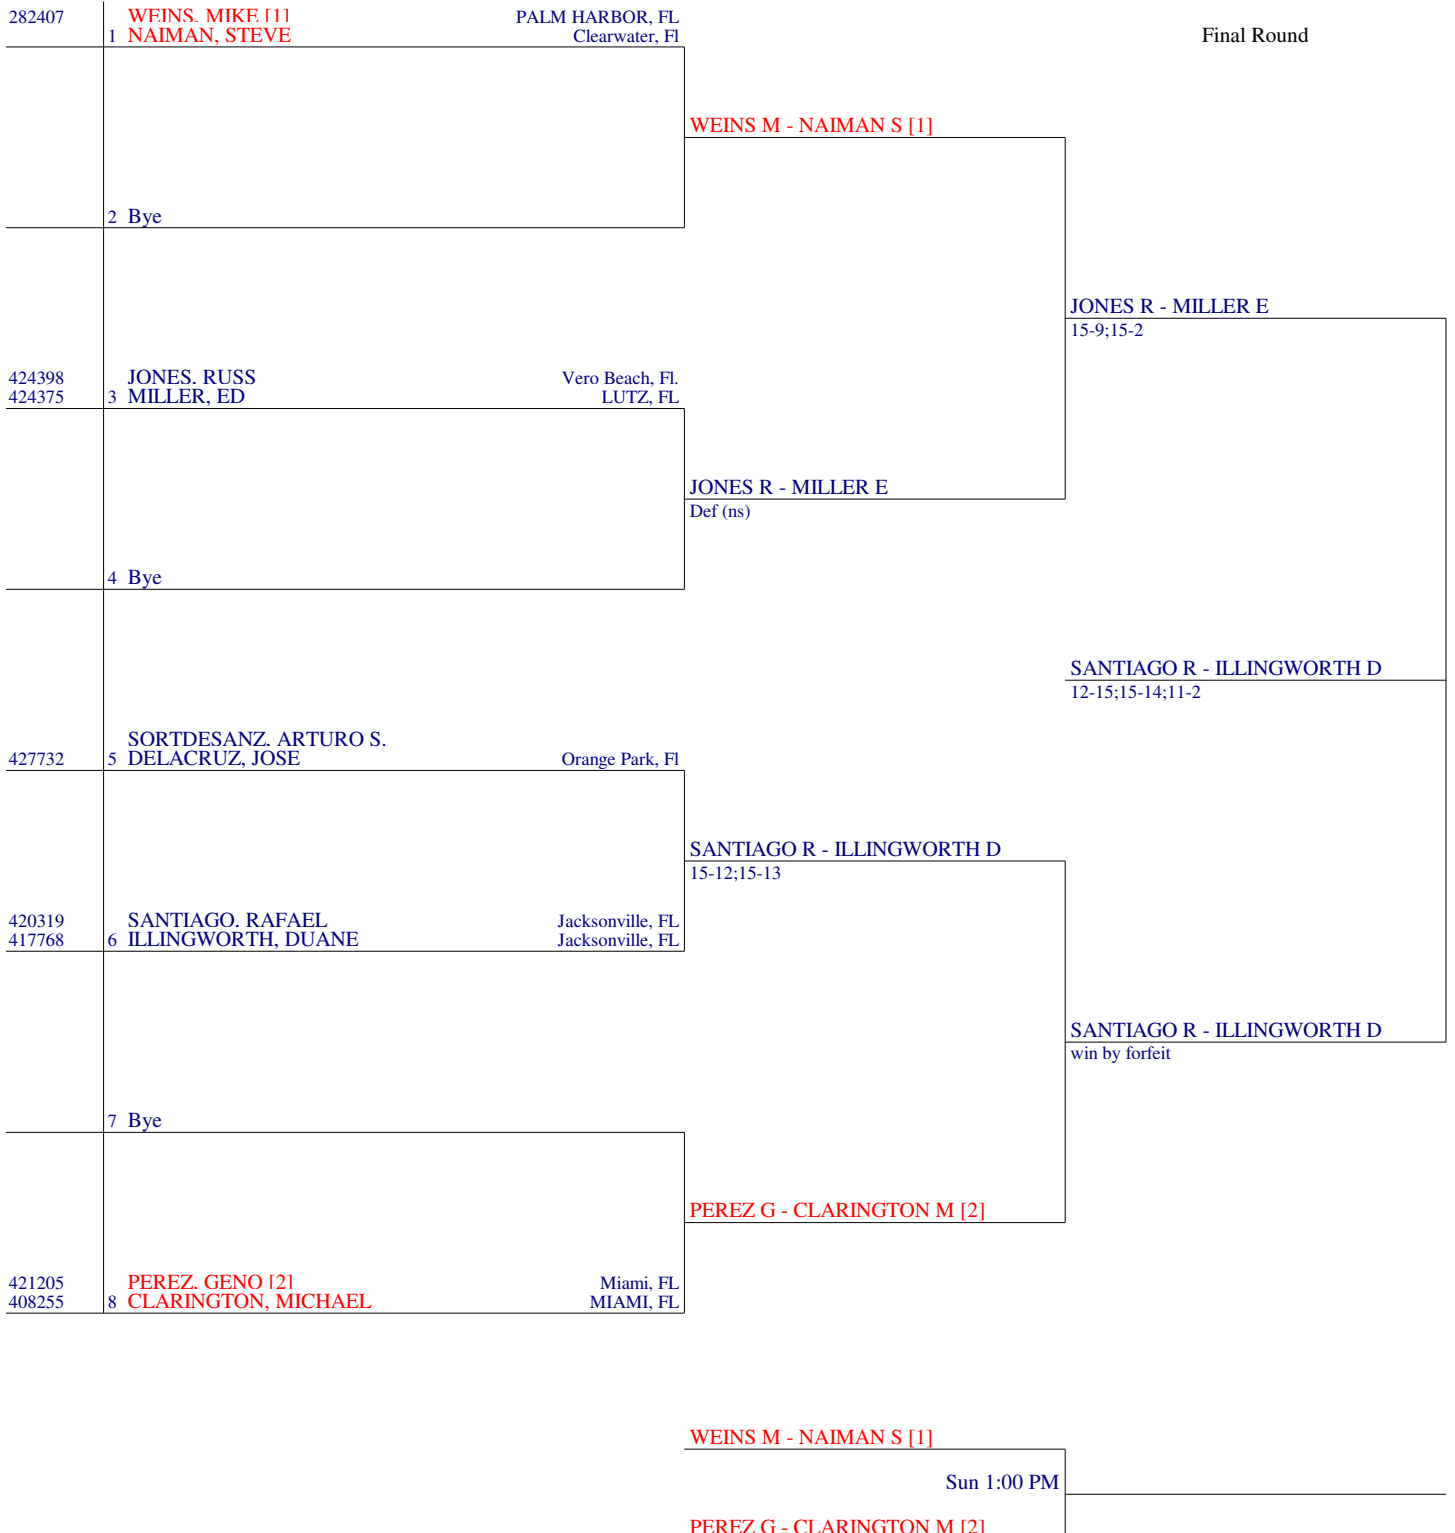 282407 WEINS, MIKE [1] PALM HARBOR, FL
1 NAIMAN, STEVE Clearwater, Fl
Final Round
WEINS M - NAIMAN S [1]
2 Bye
JONES R - MILLER E
15-9;15-2
424398 JONES, RUSS Vero Beach, Fl.
424375 3 MILLER, ED LUTZ, FL
JONES R - MILLER E
Def (ns)
4 Bye
SANTIAGO R - ILLINGWORTH D
12-15;15-14;11-2
SORTDESANZ, ARTURO S.
427732 5 DELACRUZ, JOSE Orange Park, Fl
SANTIAGO R - ILLINGWORTH D
15-12;15-13
420319 SANTIAGO, RAFAEL Jacksonville, FL
417768 6 ILLINGWORTH, DUANE Jacksonville, FL
SANTIAGO R - ILLINGWORTH D
win by forfeit
7 Bye
PEREZ G - CLARINGTON M [2]
421205 PEREZ, GENO [2] Miami, FL
408255 8 CLARINGTON, MICHAEL MIAMI, FL
WEINS M - NAIMAN S [1]
Sun 1:00 PM
PEREZ G - CLARINGTON M [2]